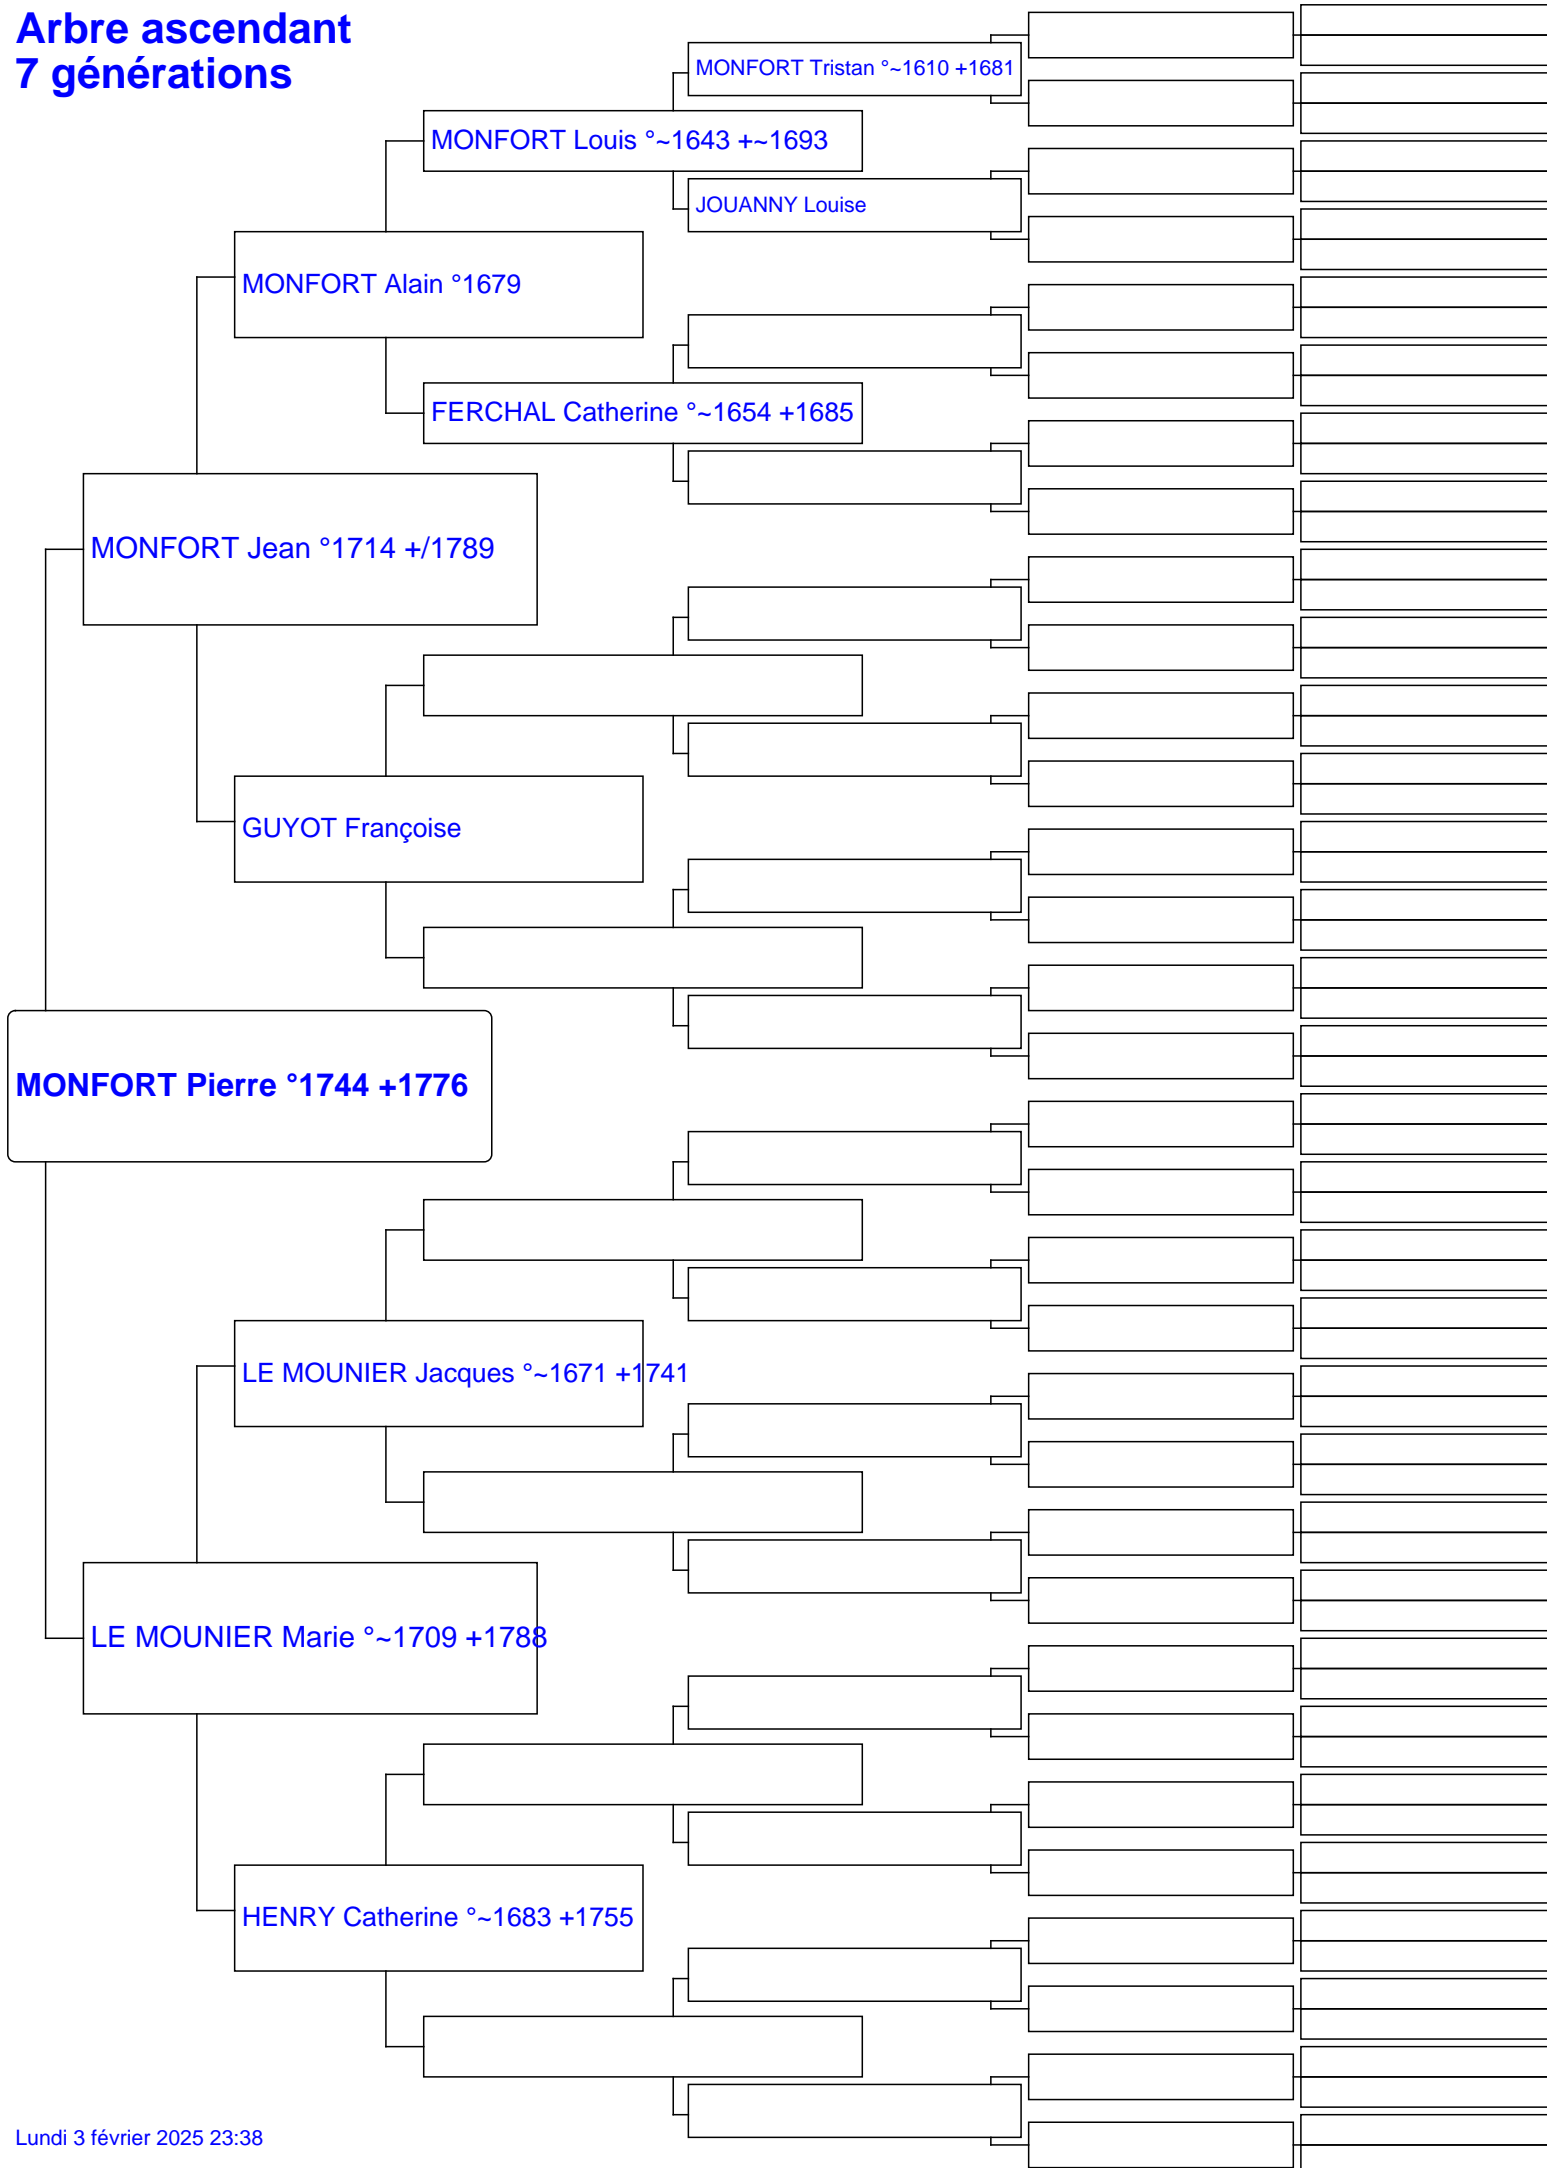 Arbre ascendant
7 générations
MONFORT Tristan °~1610 +1681
MONFORT Louis °~1643 +~1693
JOUANNY Louise
MONFORT Alain °1679
FERCHAL Catherine °~1654 +1685
MONFORT Jean °1714 +/1789
GUYOT Françoise
MONFORT Pierre °1744 +1776
LE MOUNIER Jacques °~1671 +1741
LE MOUNIER Marie °~1709 +1788
HENRY Catherine °~1683 +1755
Lundi 3 février 2025 23:38